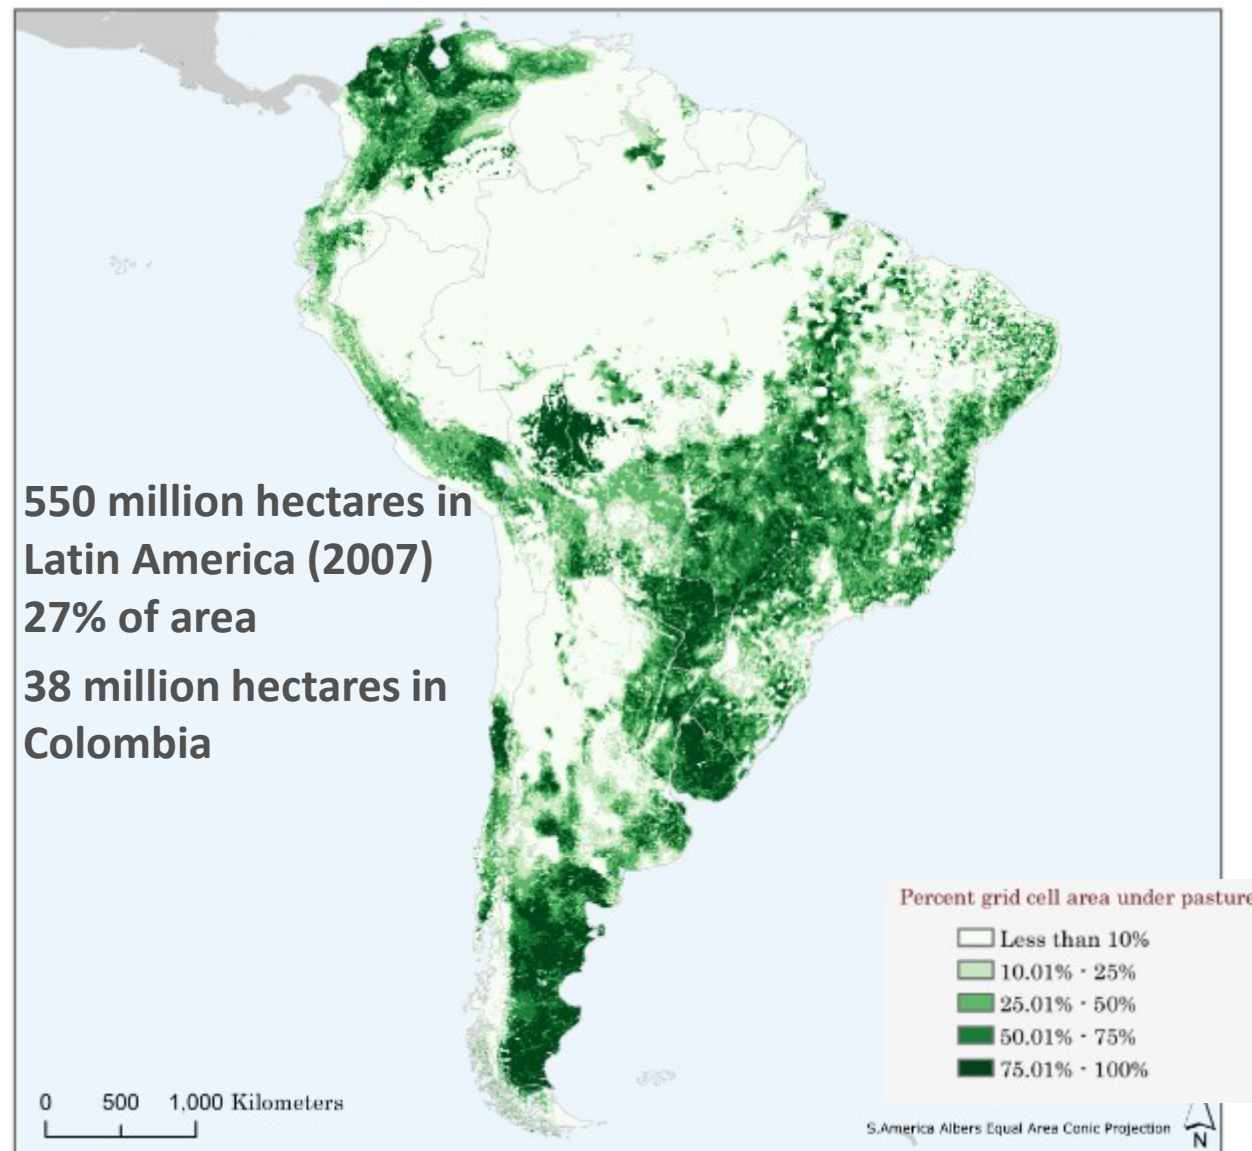 550 million hectares in
Latin America (2007)
27% of area
38 million hectares in
Colombia
Percent grid cell area under pasture
Less than 10%
10.01% - 25%
25.01% - 50%
50.01% - 75%
75.01% - 100%
0 500 1,000 Kilometers
S.America Albers Equal Area Conic Projection
N